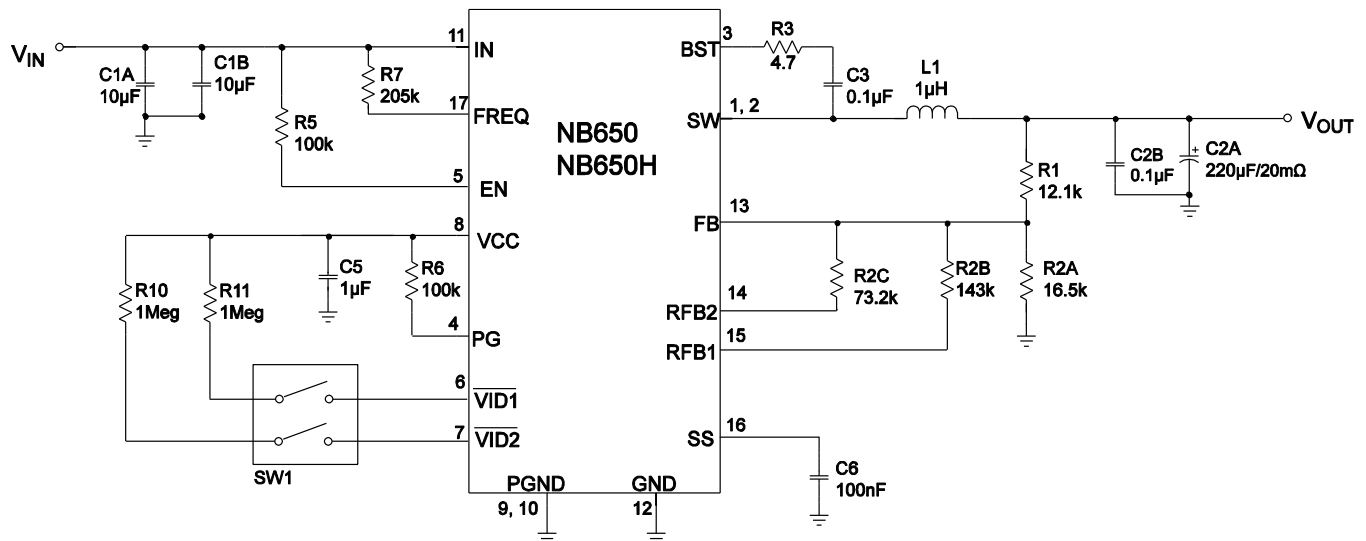 VIN
C1A
10µF
C1B
10µF
R5
100k
R7
205k
11
IN
17
FREQ
5
EN
8
VCC
R10
1Meg
R11
1Meg
C5
1µF
R6
100k
4
PG
6
VID1
7
VID2
SW1
NB650
NB650H
PGND
9, 10
GND
12
3
BST
R3
4.7
C3
0.1µF
1, 2
SW
L1
1µH
VOUT
C2B
0.1µF
C2A
+
220µF/20mΩ
R1
12.1k
13
FB
R2C
73.2k
R2B
143k
R2A
16.5k
14
RFB2
15
RFB1
16
SS
C6
100nF